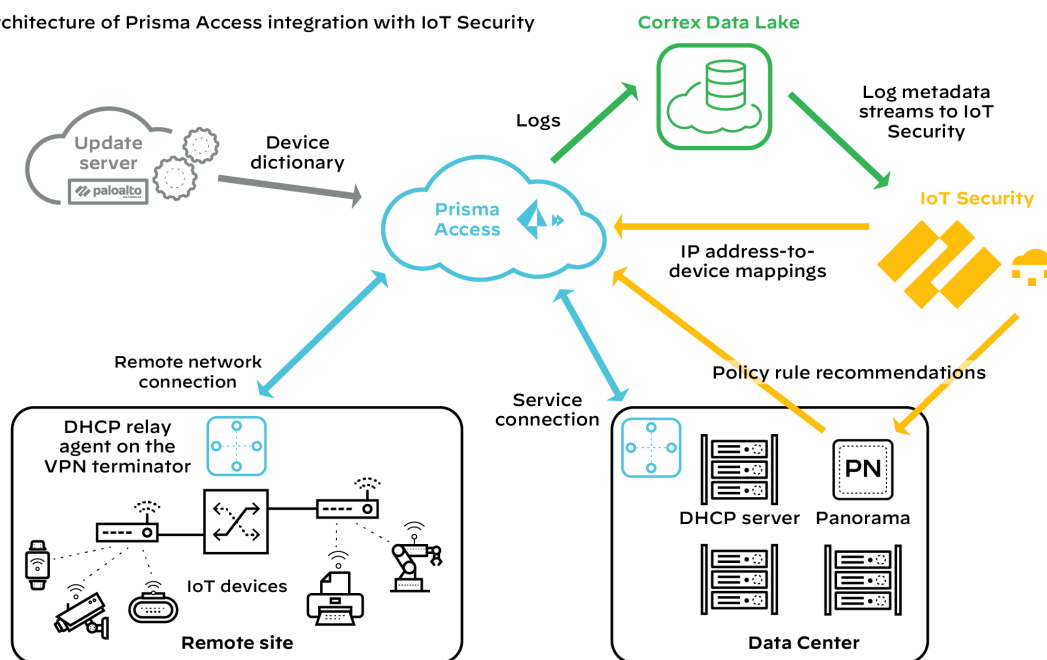 rchitecture of Prisma Access integration with IoT Security
Cortex Data Lake
Logs
Log metadata
streams to IoT
Security
Update
server
paloalto
NETWORKS
Device
dictionary
Prisma
Access
IoT Security
IP address-to-
device mappings
Remote network
connection
Policy rule recommendations
Service
connection
DHCP relay
agent on the
VPN terminator
PN
DHCP server
Panorama
IoT devices
Remote site
Data Center